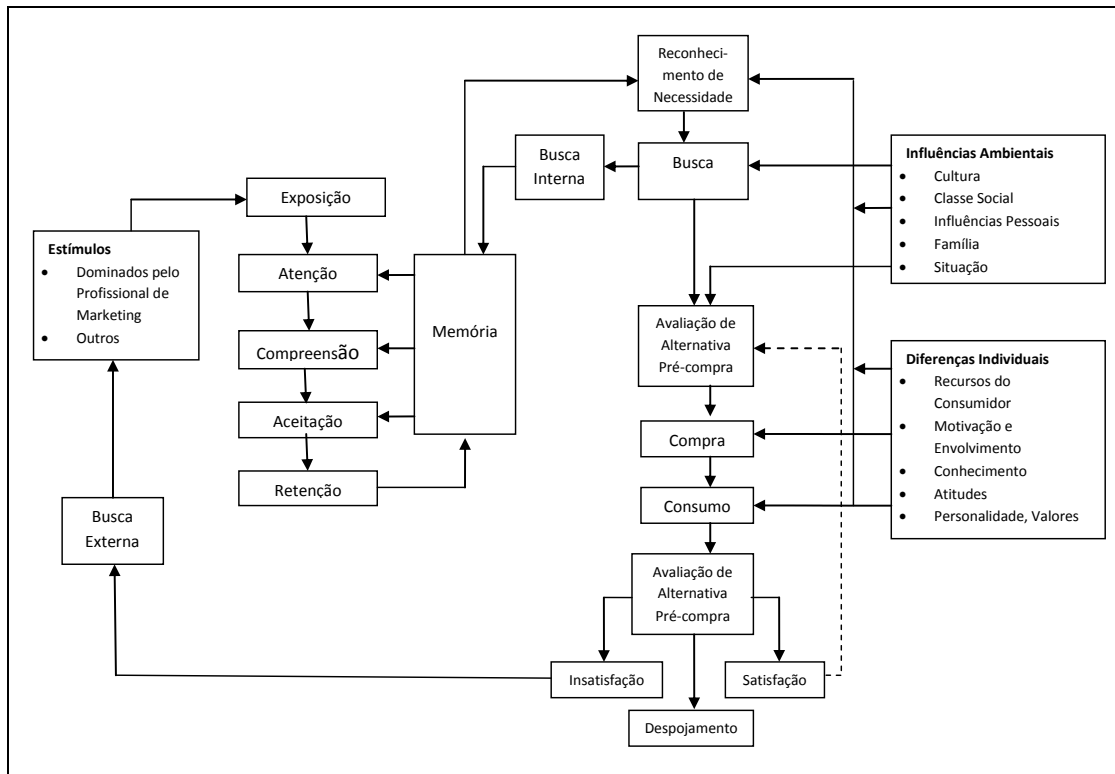 Reconheci-
mento de
Necessidade
Busca
Busca
Interna
Exposição
Estímulos
• Dominados pelo
Profissional de
Marketing
• Outros
Atenção
Compreensão
Aceitação
Retenção
Memória
Busca
Externa
Influências Ambientais
• Cultura
• Classe Social
• Influências Pessoais
• Família
• Situação
Avaliação de
Alternativa
Pré-compra
Diferenças Individuais
• Recursos do
Consumidor
• Motivação e
Envolvimento
• Conhecimento
• Atitudes
• Personalidade, Valores
Compra
Consumo
Avaliação de
Alternativa
Pré-compra
Insatisfação
Satisfação
Despojamento